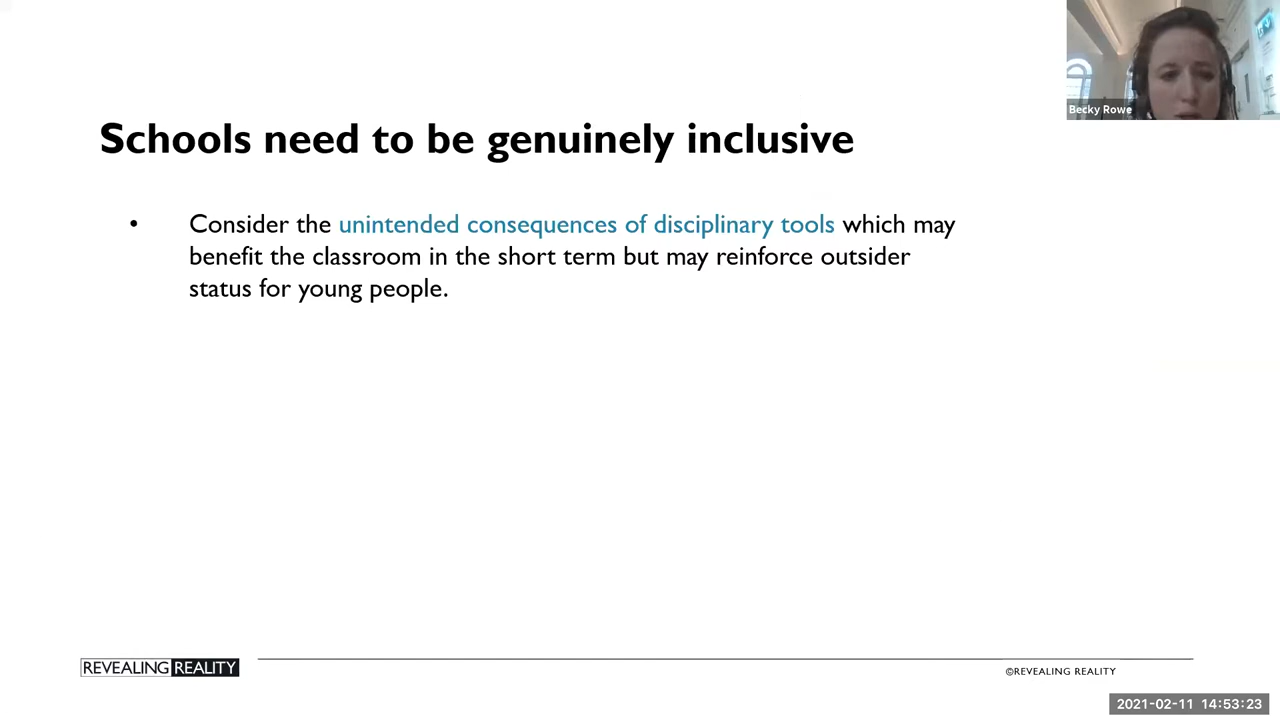 Becky Rowe
Schools need to be genuinely inclusive
• Consider the unintended consequences of disciplinary tools which may
benefit the classroom in the short term but may reinforce outsider
status for young people.
REVEALING REALITY
©REVEALING REALITY
2021-02-11 14:53:23